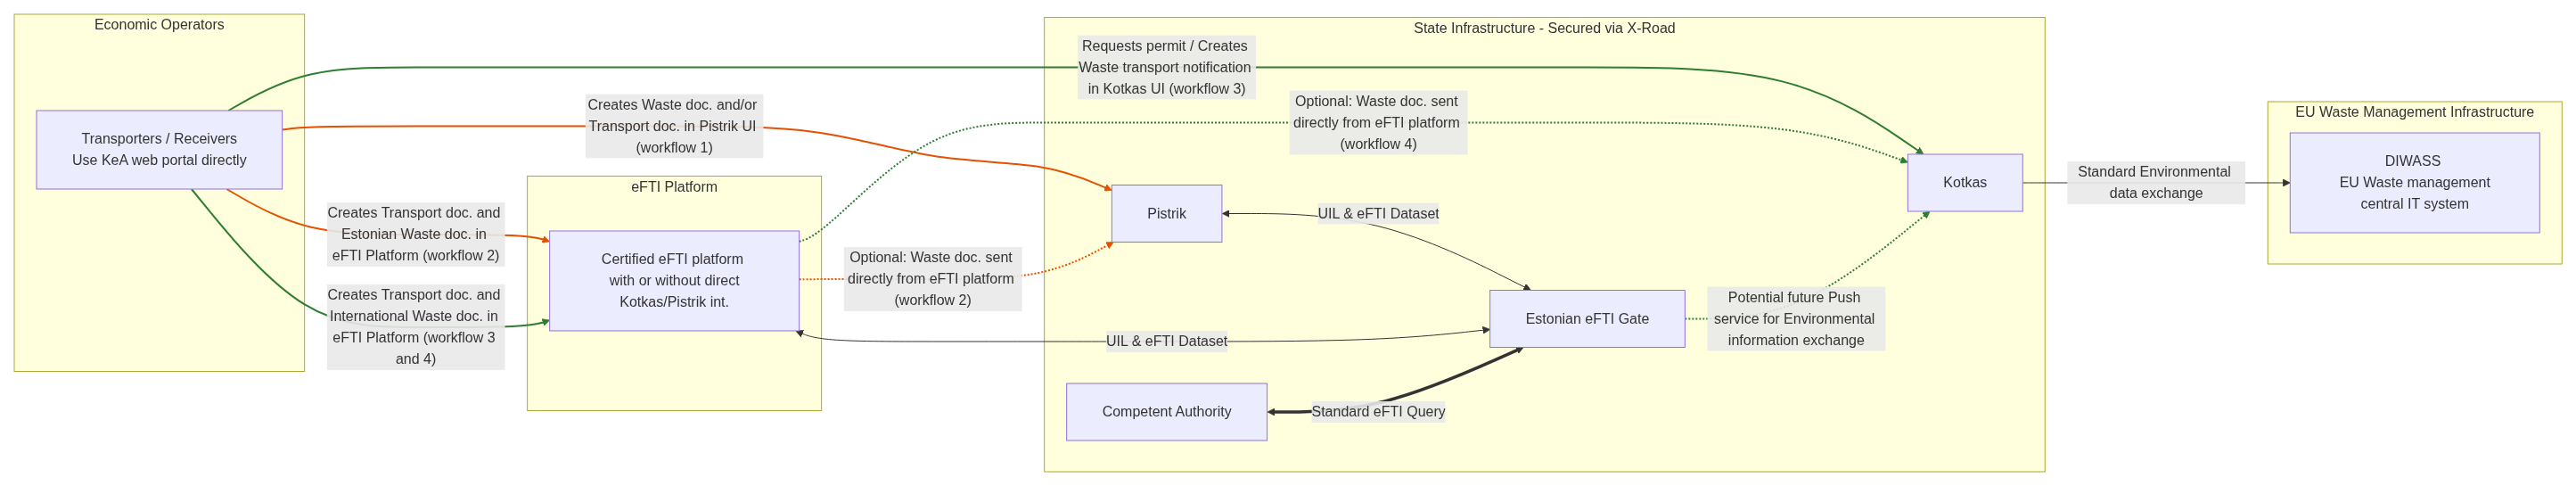 Economic Operators
Transporters / Receivers
Use KeA web portal directly
Creates Transport doc. and
Estonian Waste doc. in
eFTI Platform (workflow 2)
Creates Transport doc. and
International Waste doc. in
eFTI Platform (workflow 3
and 4)
Creates Waste doc. and/or
Transport doc. in Pistrik UI
(workflow 1)
eFTI Platform
Certified eFTI platform
with or without direct
Kotkas/Pistrik int.
Optional: Waste doc. sent
directly from eFTI platform
(workflow 2)
State Infrastructure - Secured via X-Road
Requests permit / Creates
Waste transport notification
in Kotkas UI (workflow 3)
Optional: Waste doc. sent
directly from eFTI platform
(workflow 4)
Pistrik
UIL & eFTI Dataset
UIL & eFTI Dataset
Estonian eFTI Gate
Competent Authority
Standard eFTI Query
Potential future Push
service for Environmental
information exchange
Kotkas
Standard Environmental
data exchange
EU Waste Management Infrastructure
DIWASS
EU Waste management
central IT system